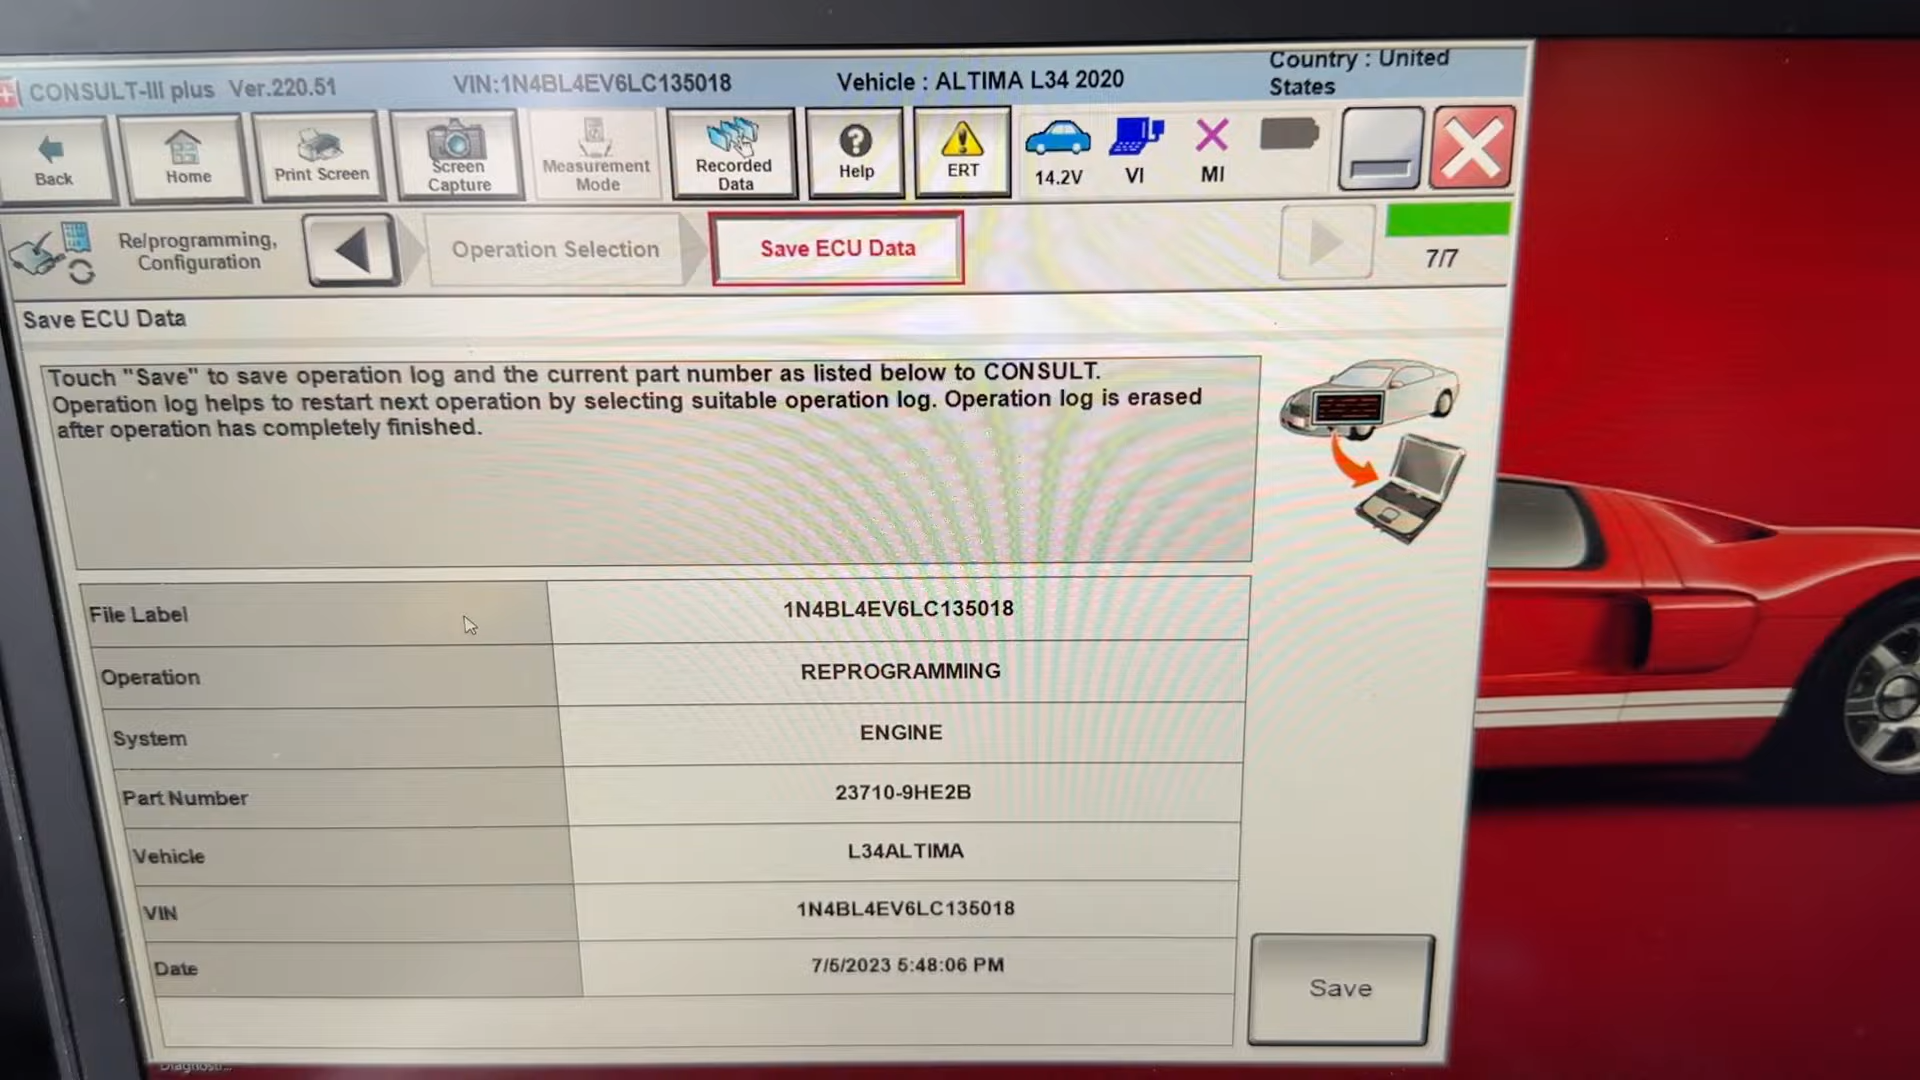 CONSULT-III plus Ver.220.51
VIN:1N4BL4EV6LC135018
Vehicle : ALTIMA L34 2020
Country : United
States
Back
Home
Print Screen
Screen
Capture
Measurement
Mode
Recorded
Data
Help
ERT
14.2V
VI
MI
Re/programming,
Configuration
Operation Selection
Save ECU Data
7/7
Save ECU Data
Touch "Save" to save operation log and the current part number as listed below to CONSULT.
Operation log helps to restart next operation by selecting suitable operation log. Operation log is erased
after operation has completely finished.
File Label
1N4BL4EV6LC135018
Operation
REPROGRAMMING
System
ENGINE
Part Number
23710-9HE2B
Vehicle
L34ALTIMA
VIN
1N4BL4EV6LC135018
Date
7/5/2023 5:48:06 PM
Save